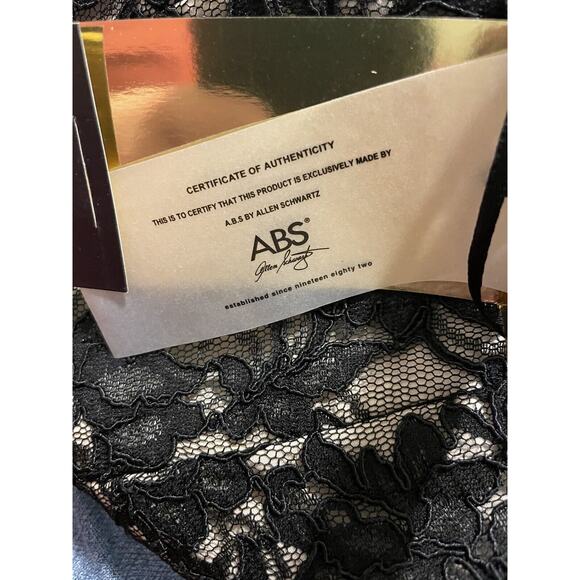 CERTIFICATE OF AUTHENTICITY
THIS IS TO CERTIFY THAT THIS PRODUCT IS EXCLUSIVELY MADE BY
A.B.S BY ALLEN SCHWARTZ
ABS®
Allen Schwartz
established since nineteen eighty two